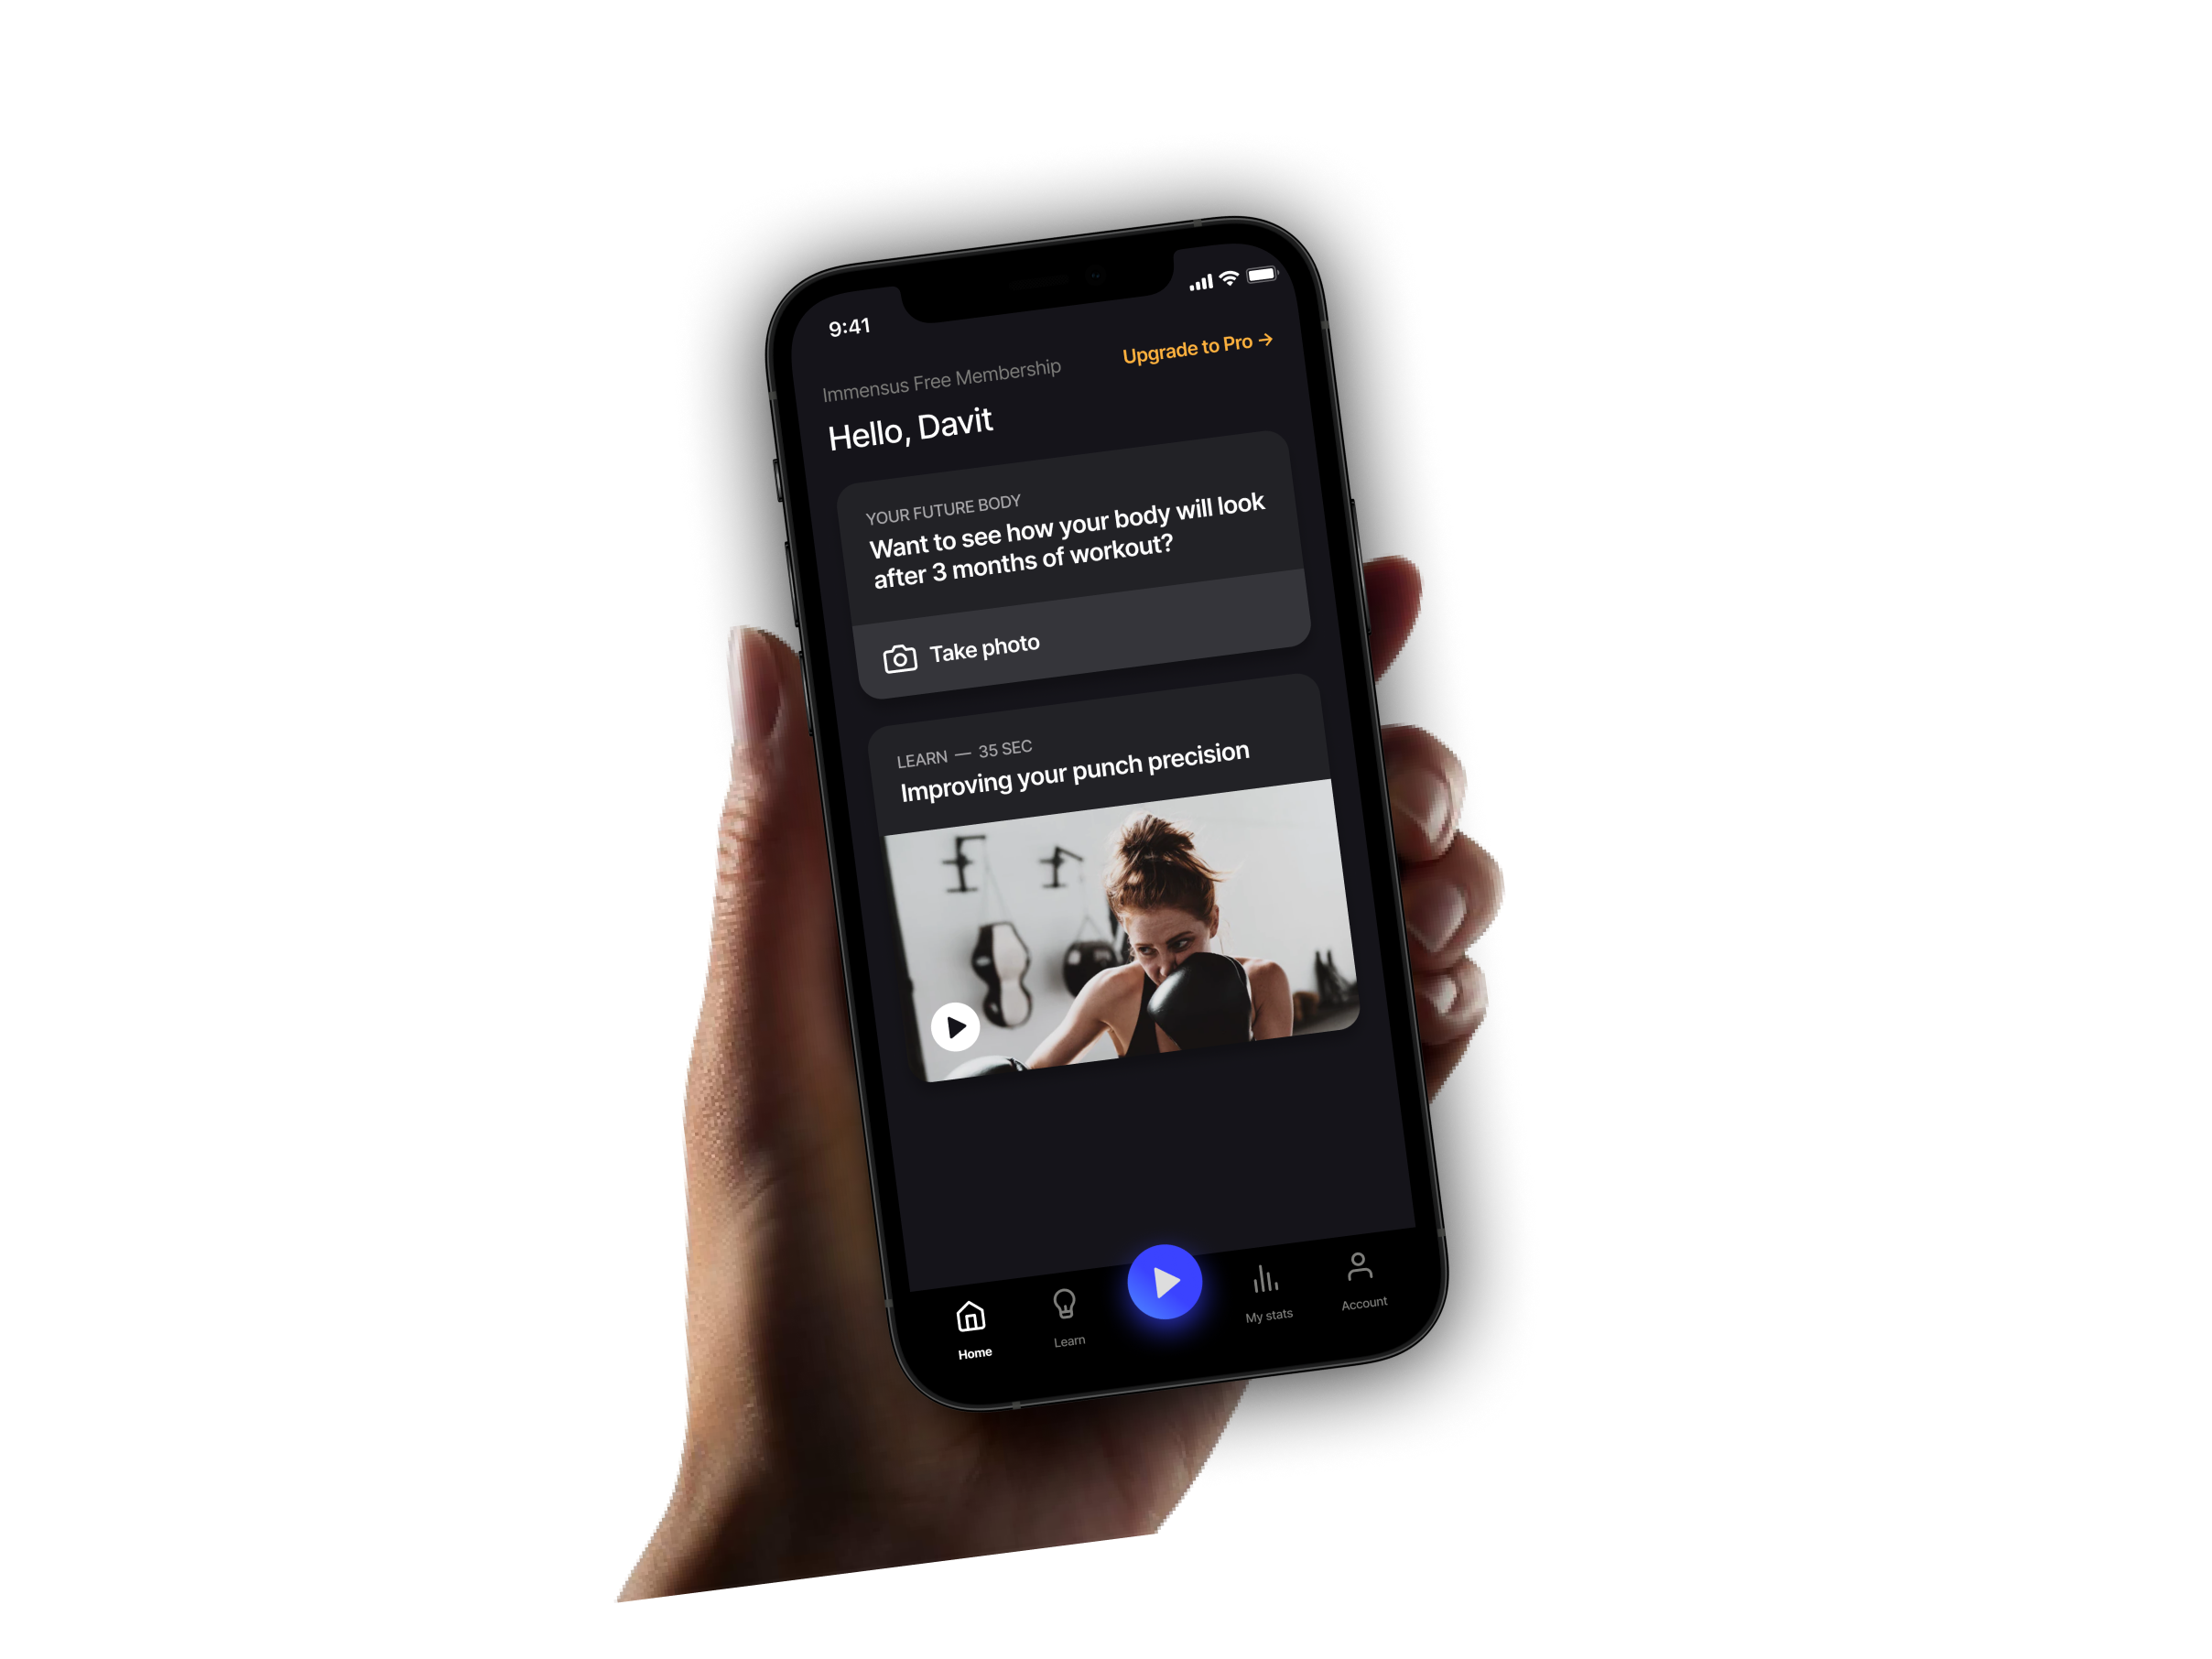 9:41
Upgrade to Pro →
Immensus Free Membership
Hello, Davit
YOUR FUTURE BODY
Want to see how your body will look
after 3 months of workout?
Take photo
LEARN — 35 SEC
Improving your punch precision
Home
Learn
My stats
Account